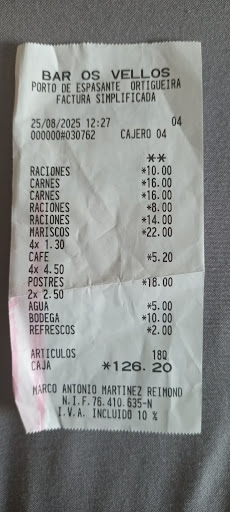 BAR OS VELLOS
PORTO DE ESPASANTE ORTIGUEIRA
FACTURA SIMPLIFICADA
25/08/2025 12:27 04
000000#030762 CAJERO 04
**
RACIONES *10.00
CARNES *16.00
CARNES *16.00
RACIONES *8.00
RACIONES *14.00
MARISCOS *22.00
4x 1.30
CAFE *5.20
4x 4.50
POSTRES *18.00
2x 2.50
AGUA *5.00
BODEGA *10.00
REFRESCOS *2.00
ARTICULOS 18Q
CAJA *126.20
MARCO ANTONIO MARTINEZ REIMOND
N.I.F.76.410.635-N
I.V.A. INCLUIDO 10 %